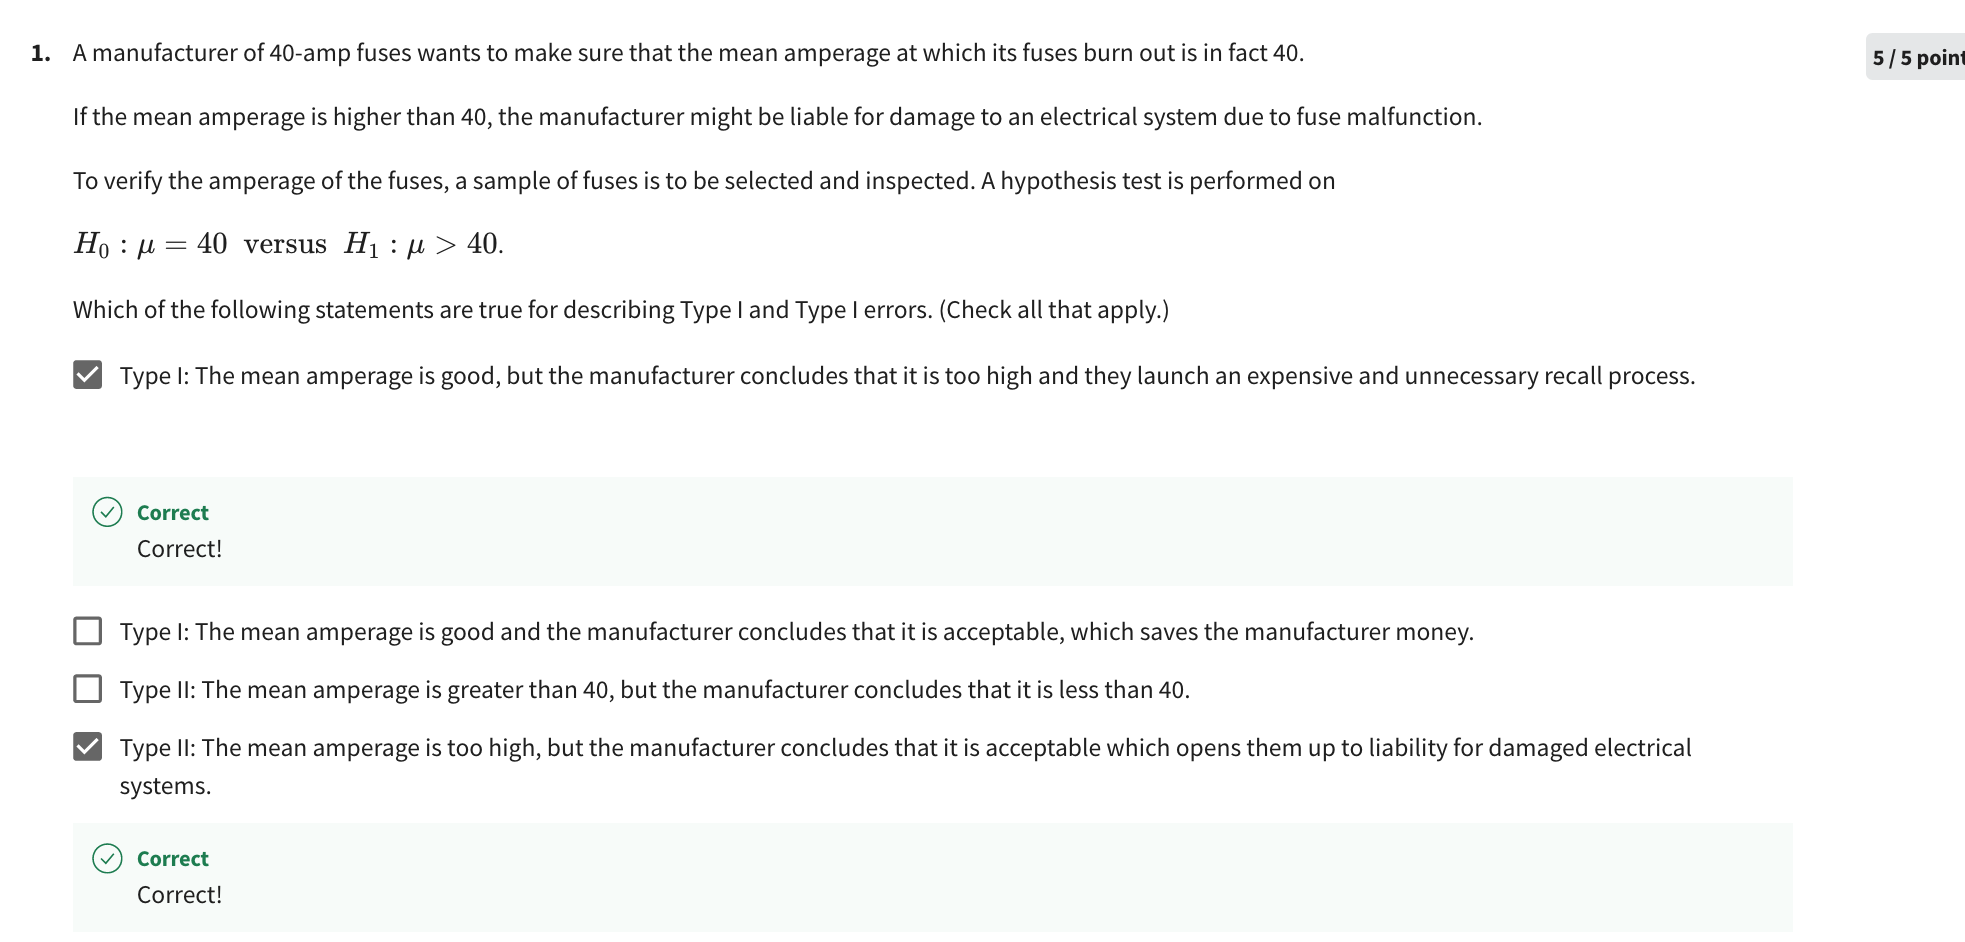 1. A manufacturer of 40-amp fuses wants to make sure that the mean amperage at which its fuses burn out is in fact 40.
5 / 5 point
If the mean amperage is higher than 40, the manufacturer might be liable for damage to an electrical system due to fuse malfunction.
To verify the amperage of the fuses, a sample of fuses is to be selected and inspected. A hypothesis test is performed on
H₀ : μ = 40 versus H₁ : μ > 40.
Which of the following statements are true for describing Type I and Type I errors. (Check all that apply.)
Type I: The mean amperage is good, but the manufacturer concludes that it is too high and they launch an expensive and unnecessary recall process.
Correct
Correct!
Type I: The mean amperage is good and the manufacturer concludes that it is acceptable, which saves the manufacturer money.
Type II: The mean amperage is greater than 40, but the manufacturer concludes that it is less than 40.
Type II: The mean amperage is too high, but the manufacturer concludes that it is acceptable which opens them up to liability for damaged electrical
systems.
Correct
Correct!